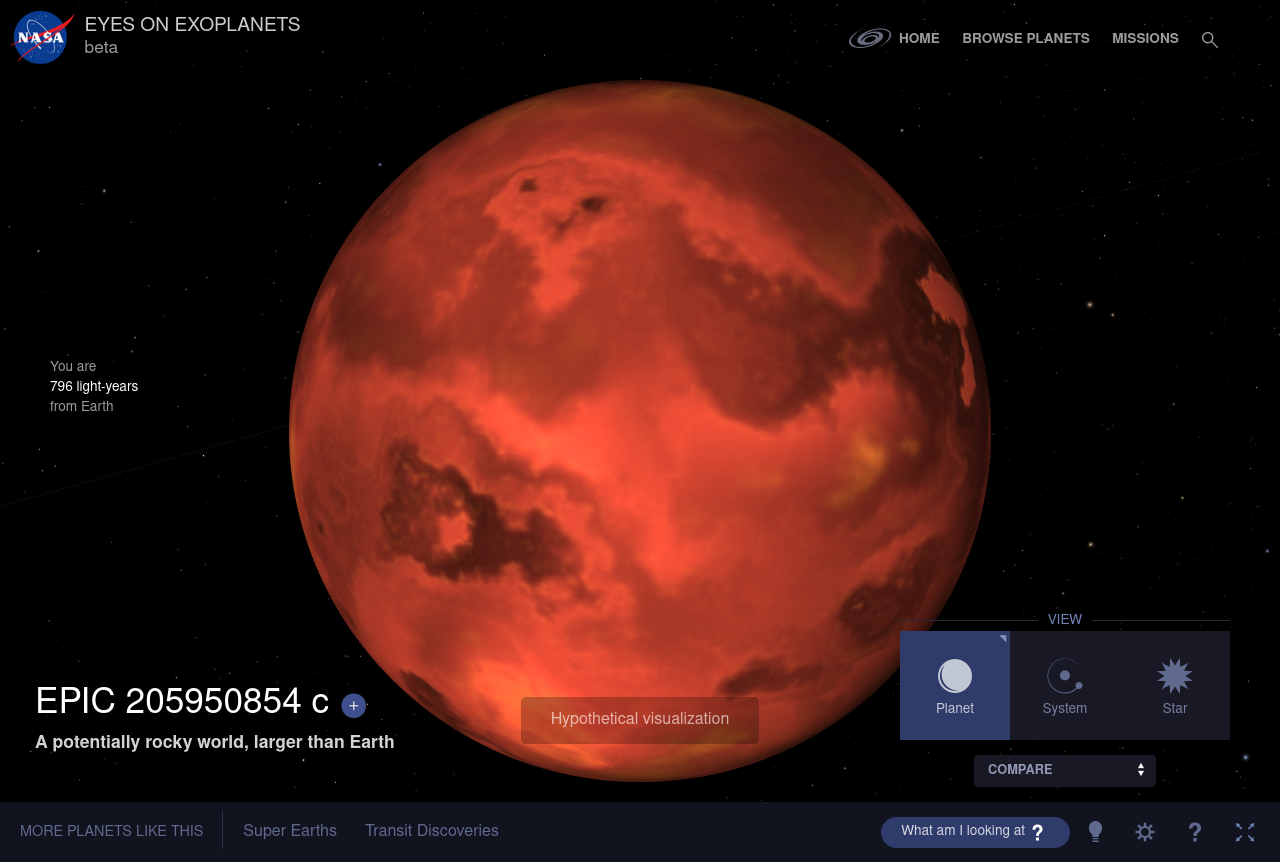 NASA
EYES ON EXOPLANETS
beta
HOME
BROWSE PLANETS
MISSIONS
You are
796 light-years
from Earth
EPIC 205950854 c +
A potentially rocky world, larger than Earth
Hypothetical visualization
VIEW
Planet
System
Star
COMPARE
MORE PLANETS LIKE THIS
Super Earths
Transit Discoveries
What am I looking at ?
?